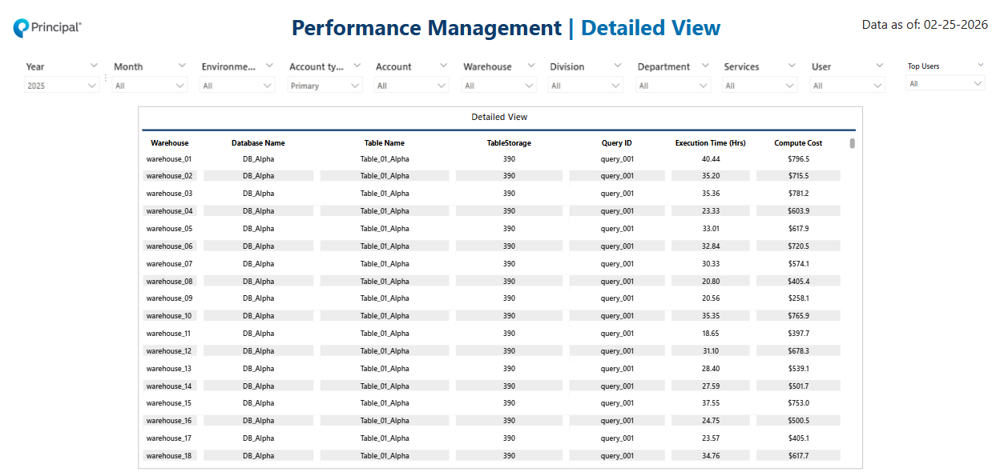 Principal®
Performance Management | Detailed View
Data as of: 02-25-2026
Year Month Environme... Account ty... Account Warehouse Division Department Services User Top Users
2025 All All Primary All All All All All All All
Detailed View
Warehouse Database Name Table Name TableStorage Query ID Execution Time (Hrs) Compute Cost
warehouse_01 DB_Alpha Table_01_Alpha 390 query_001 40.44 $796.5
warehouse_02 DB_Alpha Table_01_Alpha 390 query_001 35.20 $715.5
warehouse_03 DB_Alpha Table_01_Alpha 390 query_001 35.36 $781.2
warehouse_04 DB_Alpha Table_01_Alpha 390 query_001 23.33 $603.9
warehouse_05 DB_Alpha Table_01_Alpha 390 query_001 33.01 $617.9
warehouse_06 DB_Alpha Table_01_Alpha 390 query_001 32.84 $720.5
warehouse_07 DB_Alpha Table_01_Alpha 390 query_001 30.33 $574.1
warehouse_08 DB_Alpha Table_01_Alpha 390 query_001 20.80 $405.4
warehouse_09 DB_Alpha Table_01_Alpha 390 query_001 20.56 $258.1
warehouse_10 DB_Alpha Table_01_Alpha 390 query_001 35.35 $765.9
warehouse_11 DB_Alpha Table_01_Alpha 390 query_001 18.65 $397.7
warehouse_12 DB_Alpha Table_01_Alpha 390 query_001 31.10 $678.3
warehouse_13 DB_Alpha Table_01_Alpha 390 query_001 28.40 $539.1
warehouse_14 DB_Alpha Table_01_Alpha 390 query_001 27.59 $501.7
warehouse_15 DB_Alpha Table_01_Alpha 390 query_001 37.55 $753.0
warehouse_16 DB_Alpha Table_01_Alpha 390 query_001 24.75 $500.5
warehouse_17 DB_Alpha Table_01_Alpha 390 query_001 23.57 $405.1
warehouse_18 DB_Alpha Table_01_Alpha 390 query_001 34.76 $617.7